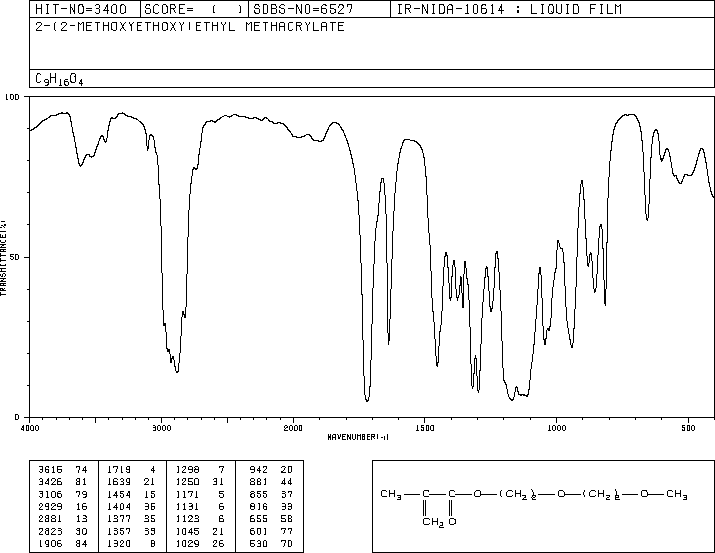 HIT-NO=3400 SCORE= ( ) SDBS-NO=6527 IR-NIDA-10614 : LIQUID FILM
2-(2-METHOXYETHOXY)ETHYL METHACRYLATE
C9H16O4
100
50
0
TRANSMITTANCE(%)
4000 3000 2000 1500 1000 500
WAVENUMBER(-1)
3615 74 1719 4 1298 7 942 20
3426 81 1639 21 1250 31 881 44
3106 79 1454 15 1171 5 855 37
2929 16 1404 35 1131 6 816 33
2881 13 1377 35 1123 6 655 58
2823 30 1357 33 1045 21 601 77
1906 84 1320 8 1029 26 530 70
CH3—C—C—O—(CH2)2—O—(CH2)2—O—CH3
CH2 O